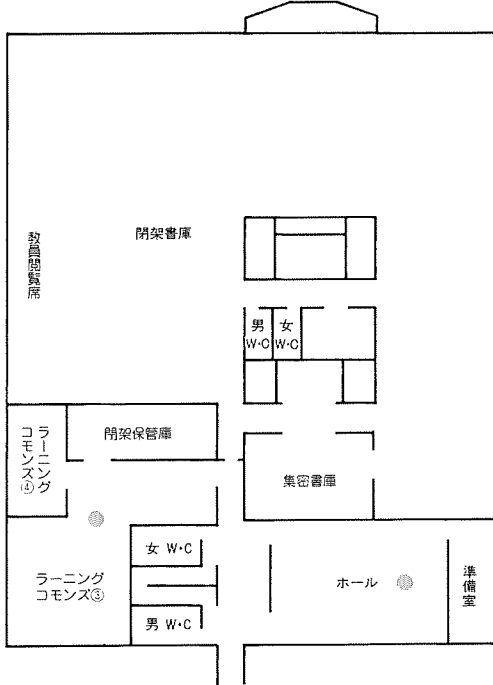 教員閲覧席
閉架書庫
男
W･C
女
W･C
ラーニング
コモンズ④
閉架保管庫
集密書庫
女 W･C
ラーニング
コモンズ③
男 W･C
ホール
準備室